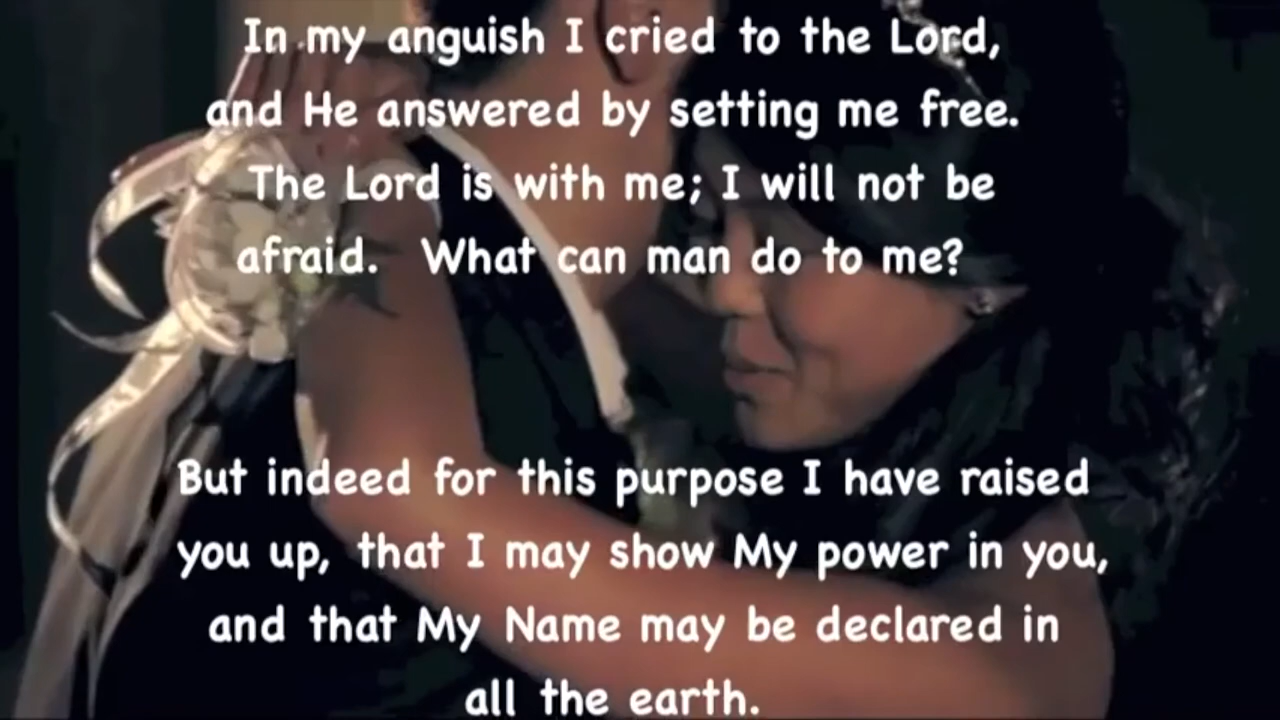 In my anguish I cried to the Lord,
and He answered by setting me free.
The Lord is with me; I will not be
afraid. What can man do to me?
But indeed for this purpose I have raised
you up, that I may show My power in you,
and that My Name may be declared in
all the earth.